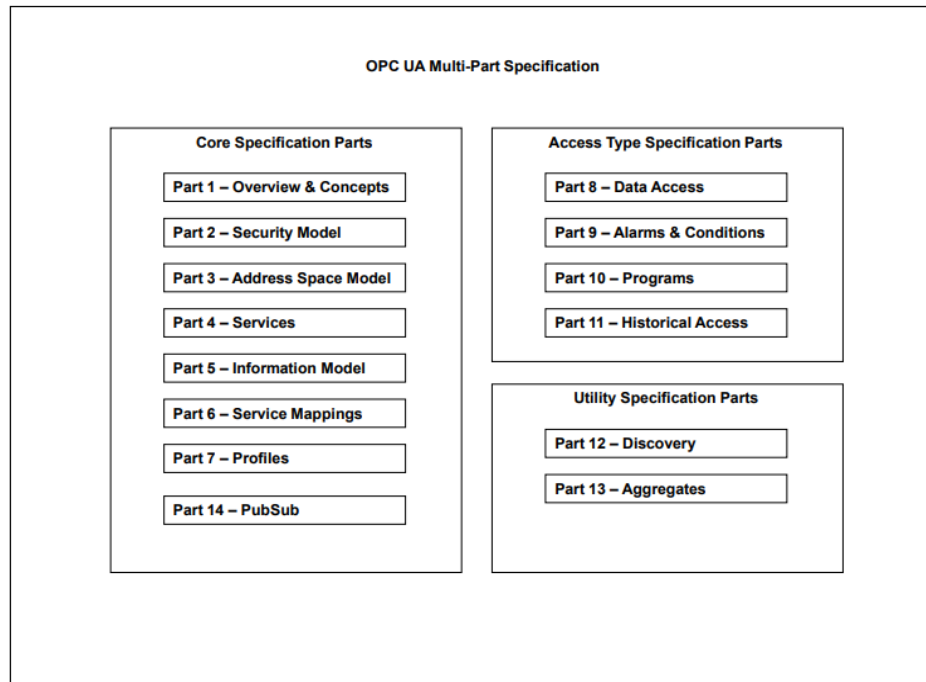 OPC UA Multi-Part Specification
Core Specification Parts
Part 1 – Overview & Concepts
Part 2 – Security Model
Part 3 – Address Space Model
Part 4 – Services
Part 5 – Information Model
Part 6 – Service Mappings
Part 7 – Profiles
Part 14 – PubSub
Access Type Specification Parts
Part 8 – Data Access
Part 9 – Alarms & Conditions
Part 10 – Programs
Part 11 – Historical Access
Utility Specification Parts
Part 12 – Discovery
Part 13 – Aggregates